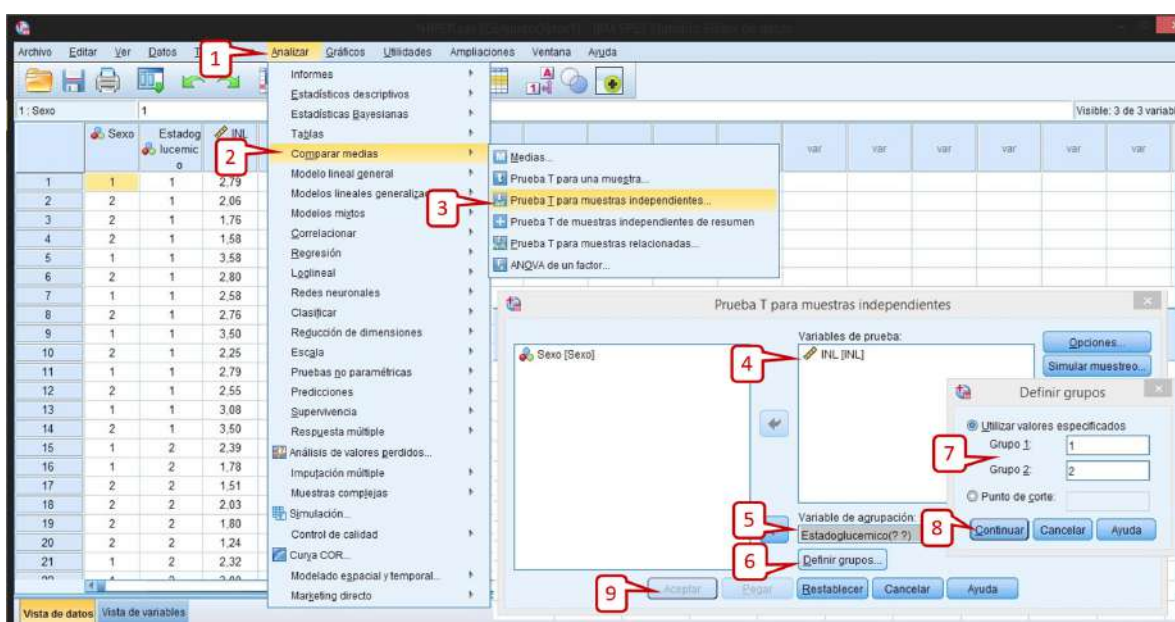 Archivo Editar Ver Datos Analizar Gráficos Utilidades Ampliaciones Ventana Ayuda
1
1 : Sexo 1
Visible: 3 de 3 variabl
Sexo Estadog lucemic o INL
var var var var var var
1 1 1 2,79
2 2 1 2,06
3 2 1 1,76
4 2 1 1,58
5 1 1 3,58
6 2 1 2,80
7 1 1 2,58
8 2 1 2,76
9 1 1 3,50
10 2 1 2,25
11 1 1 2,79
12 2 1 2,55
13 1 1 3,08
14 2 1 3,50
15 1 2 2,39
16 1 2 1,78
17 2 2 1,51
18 2 2 2,03
19 2 2 1,80
20 2 2 1,24
21 1 2 2,32
Vista de datos Vista de variables
Informes
Estadísticos descriptivos
Estadísticas Bayesianas
Tablas
2
Comparar medias
Modelo lineal general
Modelos lineales generalizad
Modelos mixtos
Correlacionar
Regresión
Loglineal
Redes neuronales
Clasificar
Reducción de dimensiones
Escala
Pruebas no paramétricas
Predicciones
Supervivencia
Respuesta múltiple
Análisis de valores perdidos...
Imputación múltiple
Muestras complejas
Simulación...
Control de calidad
Curva COR...
Modelado espacial y temporal...
Marketing directo
Medias...
Prueba T para una muestra...
3
Prueba T para muestras independientes...
Prueba T de muestras independientes de resumen
Prueba T para muestras relacionadas...
ANOVA de un factor...
Prueba T para muestras independientes
Sexo [Sexo]
Variables de prueba:
4
INL [INL]
Opciones...
Simular muestreo...
5
Variable de agrupación:
Estadoglucemico(? ?)
6
Definir grupos...
9
Aceptar Pegar Restablecer Cancelar Ayuda
Definir grupos
Utilizar valores especificados
7
Grupo 1: 1
Grupo 2: 2
Punto de corte:
8
Continuar Cancelar Ayuda